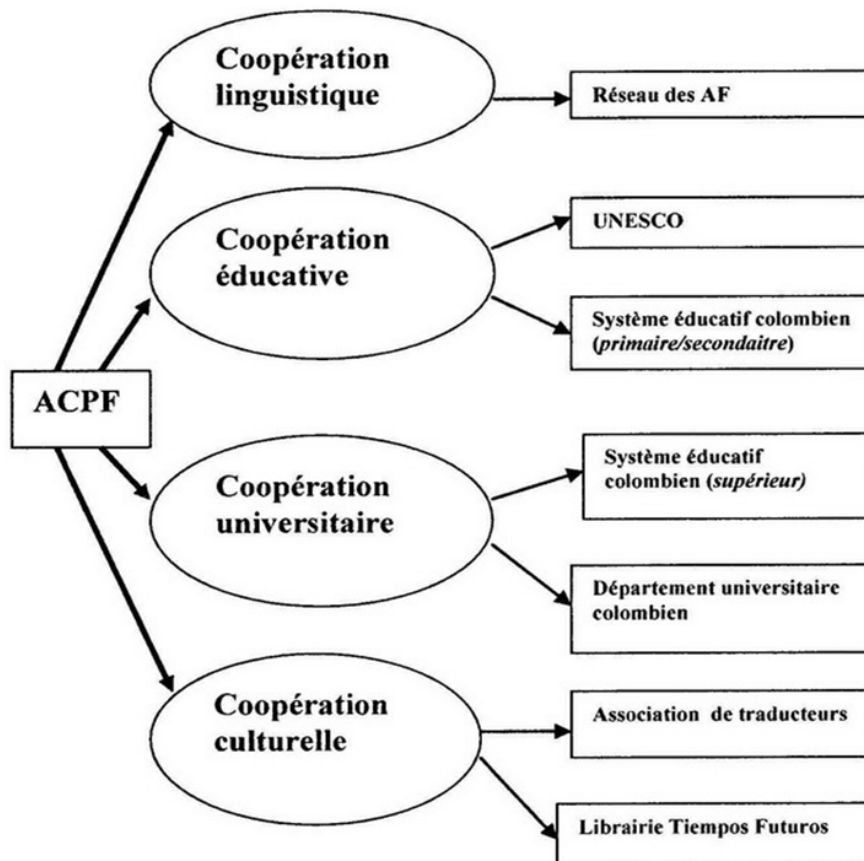 Coopération
linguistique
Réseau des AF
Coopération
éducative
UNESCO
Système éducatif colombien
(primaire/secondaitre)
ACPF
Coopération
universitaire
Système éducatif
colombien (supérieur)
Département universitaire
colombien
Coopération
culturelle
Association de traducteurs
Librairie Tiempos Futuros